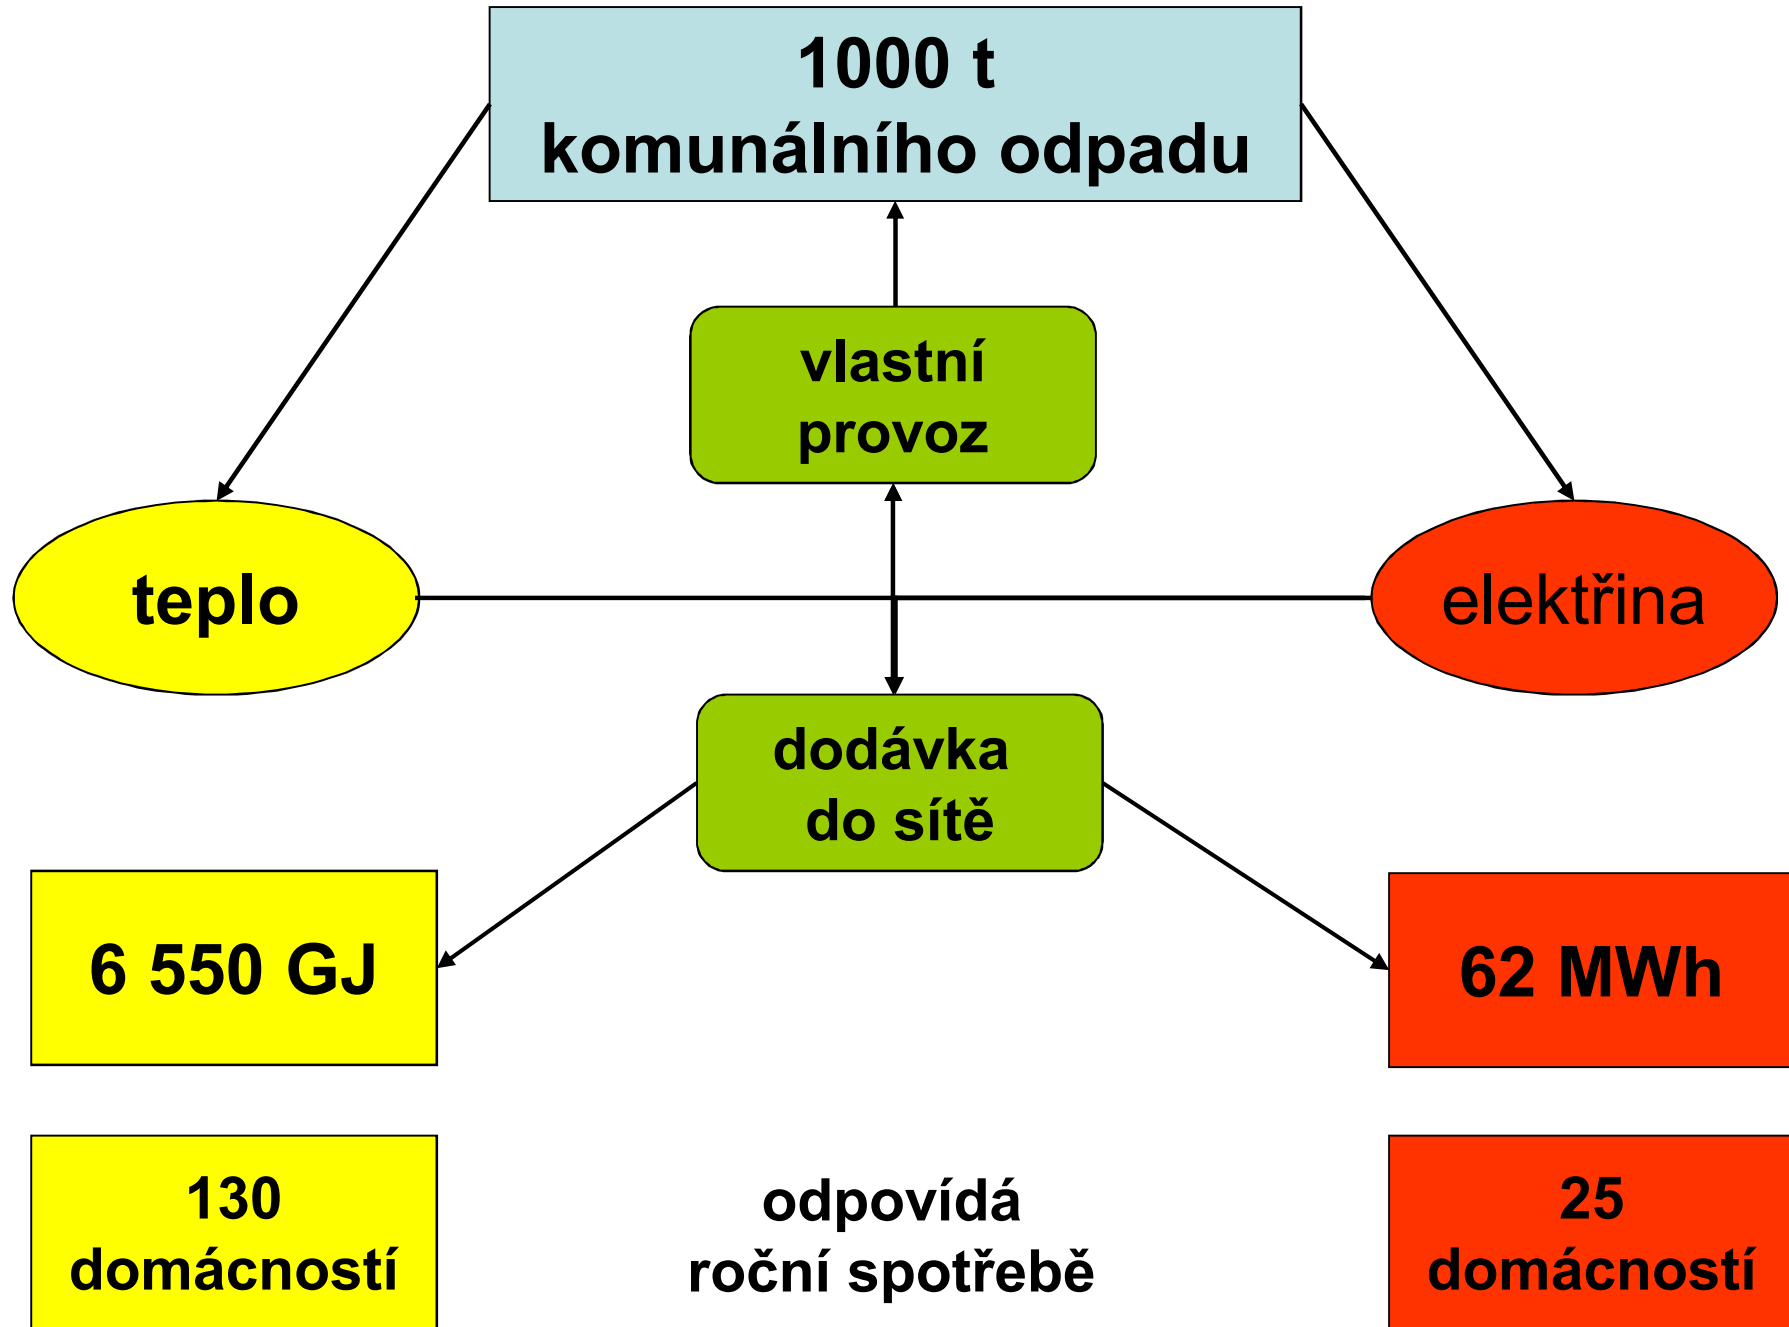 1000 t
komunálního odpadu
vlastní
provoz
teplo
elektřina
dodávka
do sítě
6 550 GJ
62 MWh
130
domácností
odpovídá
roční spotřebě
25
domácností